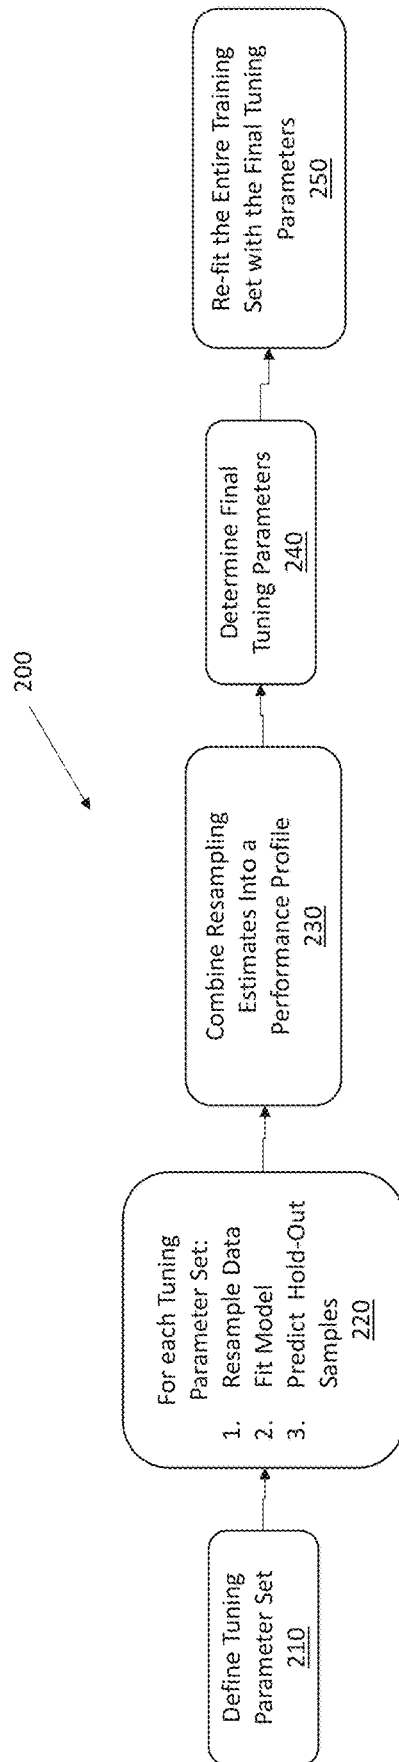 200
Define Tuning
Parameter Set
210
For each Tuning
Parameter Set:
1. Resample Data
2. Fit Model
3. Predict Hold-Out
Samples
220
Combine Resampling
Estimates Into a
Performance Profile
230
Determine Final
Tuning Parameters
240
Re-fit the Entire Training
Set with the Final Tuning
Parameters
250